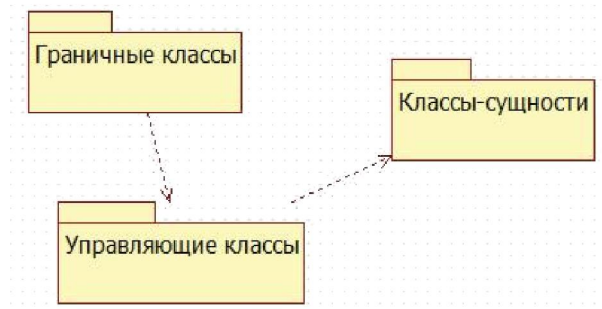 Граничные классы
Классы-сущности
Управляющие классы